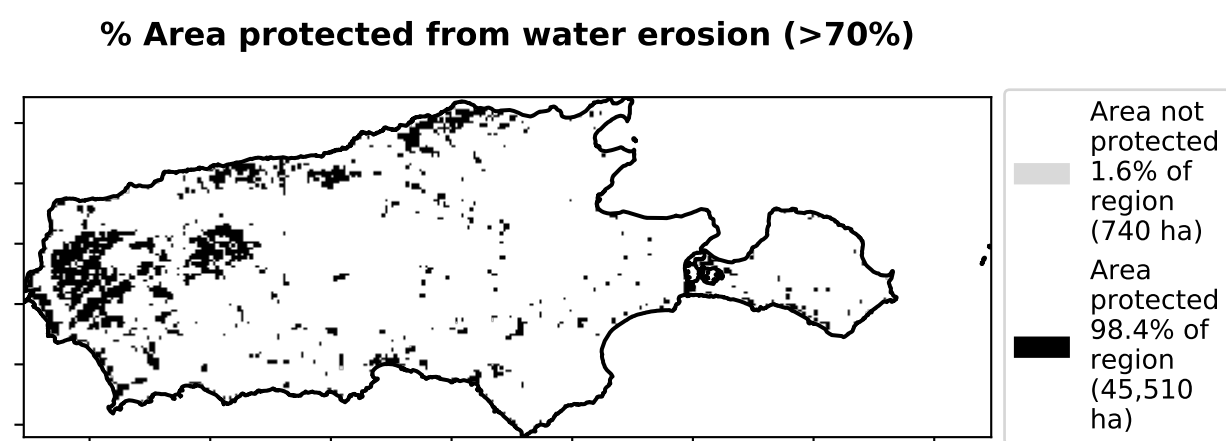 % Area protected from water erosion (>70%)
Area not
protected
1.6% of
region
(740 ha)
Area
protected
98.4% of
region
(45,510
ha)